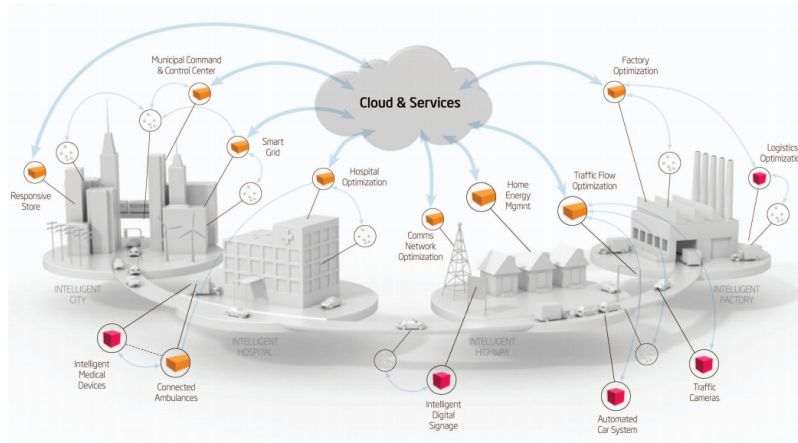 Municipal Command
& Control Center
Cloud & Services
Factory
Optimization
Smart
Grid
Logistics
Optimizatio
Responsive
Store
Hospital
Optimization
Home
Energy
Mgmnt
Traffic Flow
Optimization
Comms
Network
Optimization
INTELLIGENT
CITY
INTELLIGENT
FACTORY
INTELLIGENT
HOSPITAL
INTELLIGENT
HIGHWAY
Intelligent
Medical
Devices
Connected
Ambulances
Intelligent
Digital
Signage
Automated
Car System
Traffic
Cameras